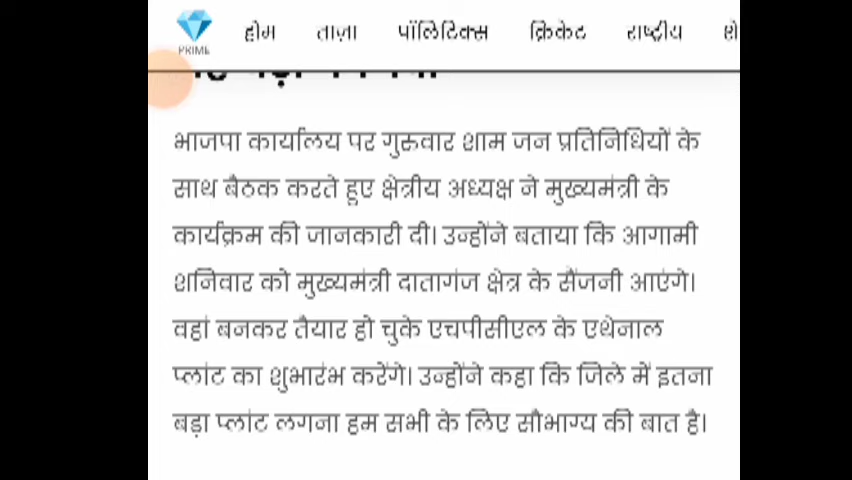 PRIME
होम ताज़ा पॉलिटिक्स क्रिकेट राष्ट्रीय
भाजपा कार्यालय पर गुरुवार शाम जन प्रतिनिधियों के
साथ बैठक करते हुए क्षेत्रीय अध्यक्ष ने मुख्यमंत्री के
कार्यक्रम की जानकारी दी। उन्होंने बताया कि आगामी
शनिवार को मुख्यमंत्री दातागंज क्षेत्र के सैंजनी आएंगे।
वहां बनकर तैयार हो चुके एचपीसीएल के एथेनाल
प्लांट का शुभारंभ करेंगे। उन्होंने कहा कि जिले में इतना
बड़ा प्लांट लगना हम सभी के लिए सौभाग्य की बात है।